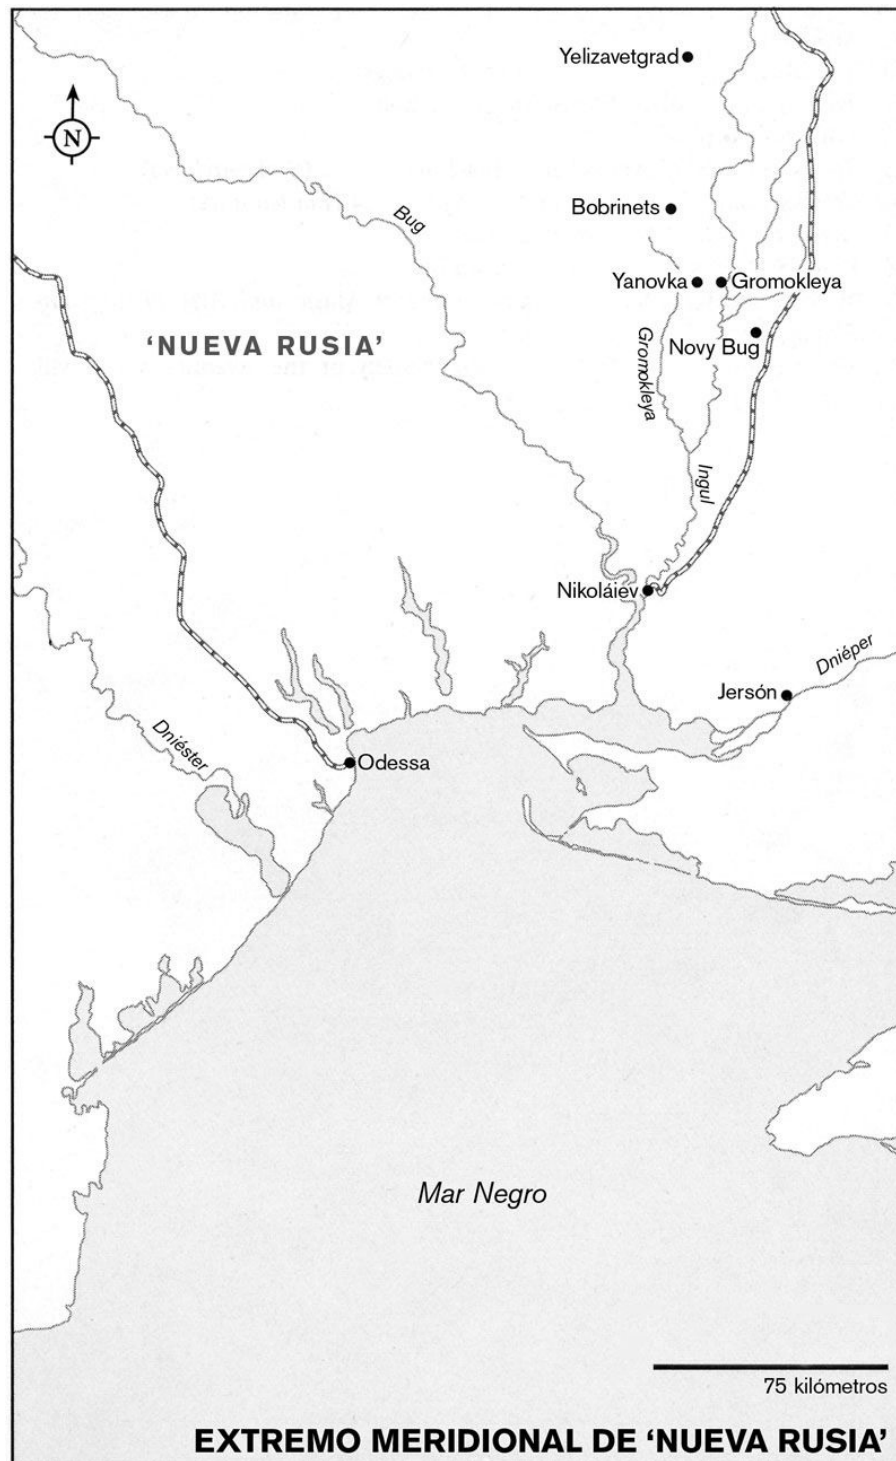 Yelizavetgrad
N
Bobrinets
Bug
Yanovka
Gromokleya
'NUEVA RUSIA'
Novy Bug
Gromokleya
Ingul
Nikoláiev
Dniéper
Jersón
Dniéster
Odessa
Mar Negro
75 kilómetros
EXTREMO MERIDIONAL DE 'NUEVA RUSIA'